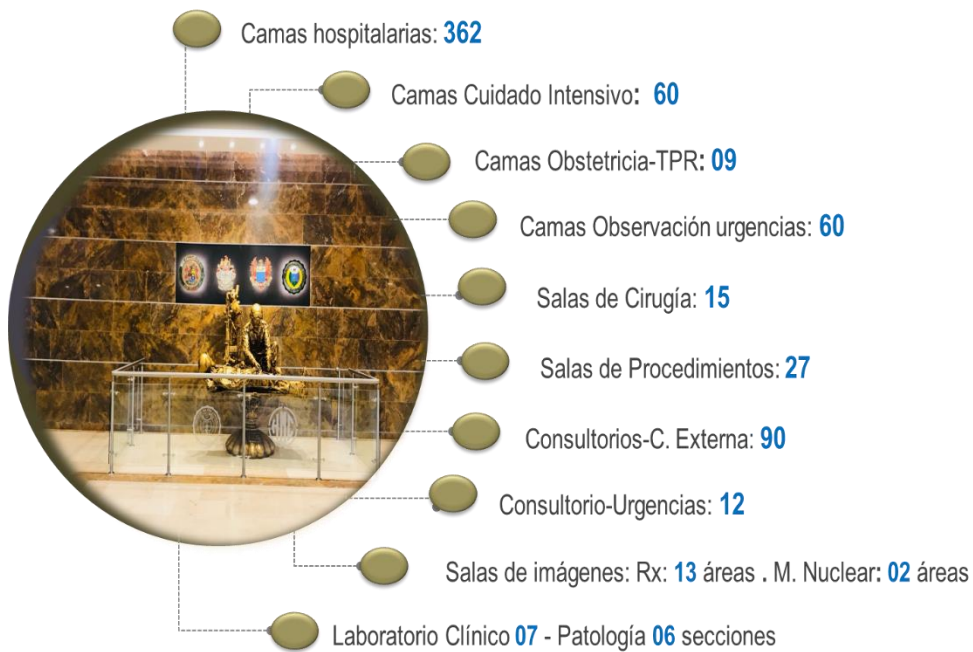 Camas hospitalarias: 362
Camas Cuidado Intensivo: 60
Camas Obstetricia-TPR: 09
Camas Observación urgencias: 60
Salas de Cirugía: 15
Salas de Procedimientos: 27
Consultorios-C. Externa: 90
Consultorio-Urgencias: 12
Salas de imágenes: Rx: 13 áreas . M. Nuclear: 02 áreas
Laboratorio Clínico 07 - Patología 06 secciones